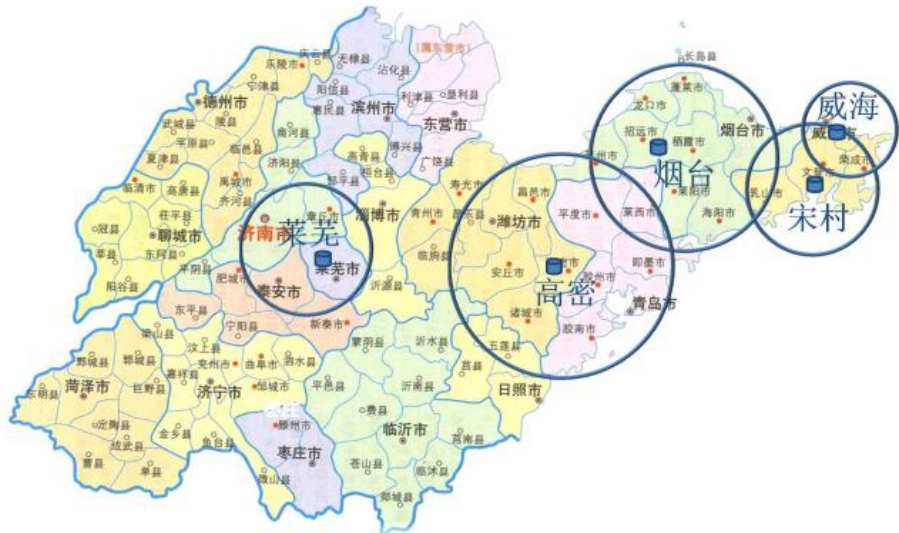 庆云县
乐陵市
无棣县
(属东营市)
长岛县
宁津县
沾化县
蓬莱市
德州市
阳信县
利津县
垦利县
龙口市
威海
武城县
陵县
惠民县
滨州市
招远市
栖霞市
烟台市
商河县
东营市
平原县
临邑县
博兴县
烟台
荣成市
夏津县
济阳县
高青县
广饶县
莱阳市
乳山市
临清市
高唐县
禹城市
邹平县
桓台县
寿光市
昌邑市
宋村
齐河县
章丘市
淄博市
青州市
昌乐县
潍坊市
平度市
莱西市
海阳市
冠县
茌平县
聊城市
济南市
莱芜
莘县
东阿县
临朐县
即墨市
阳谷县
平阴县
肥城市
泰安市
莱芜市
沂源县
安丘市
高密
胶州市
青岛市
东平县
宁阳县
新泰市
诸城市
胶南市
梁山县
汶上县
蒙阴县
沂水县
五莲县
鄄城县
郓城县
兖州市
曲阜市
泗水县
莒县
东明县
菏泽市
巨野县
嘉祥县
济宁市
邹城市
平邑县
沂南县
日照市
定陶县
费县
滕州市
成武县
金乡县
鱼台县
临沂市
莒南县
曹县
单县
枣庄市
苍山县
临沭县
微山县
郯城县